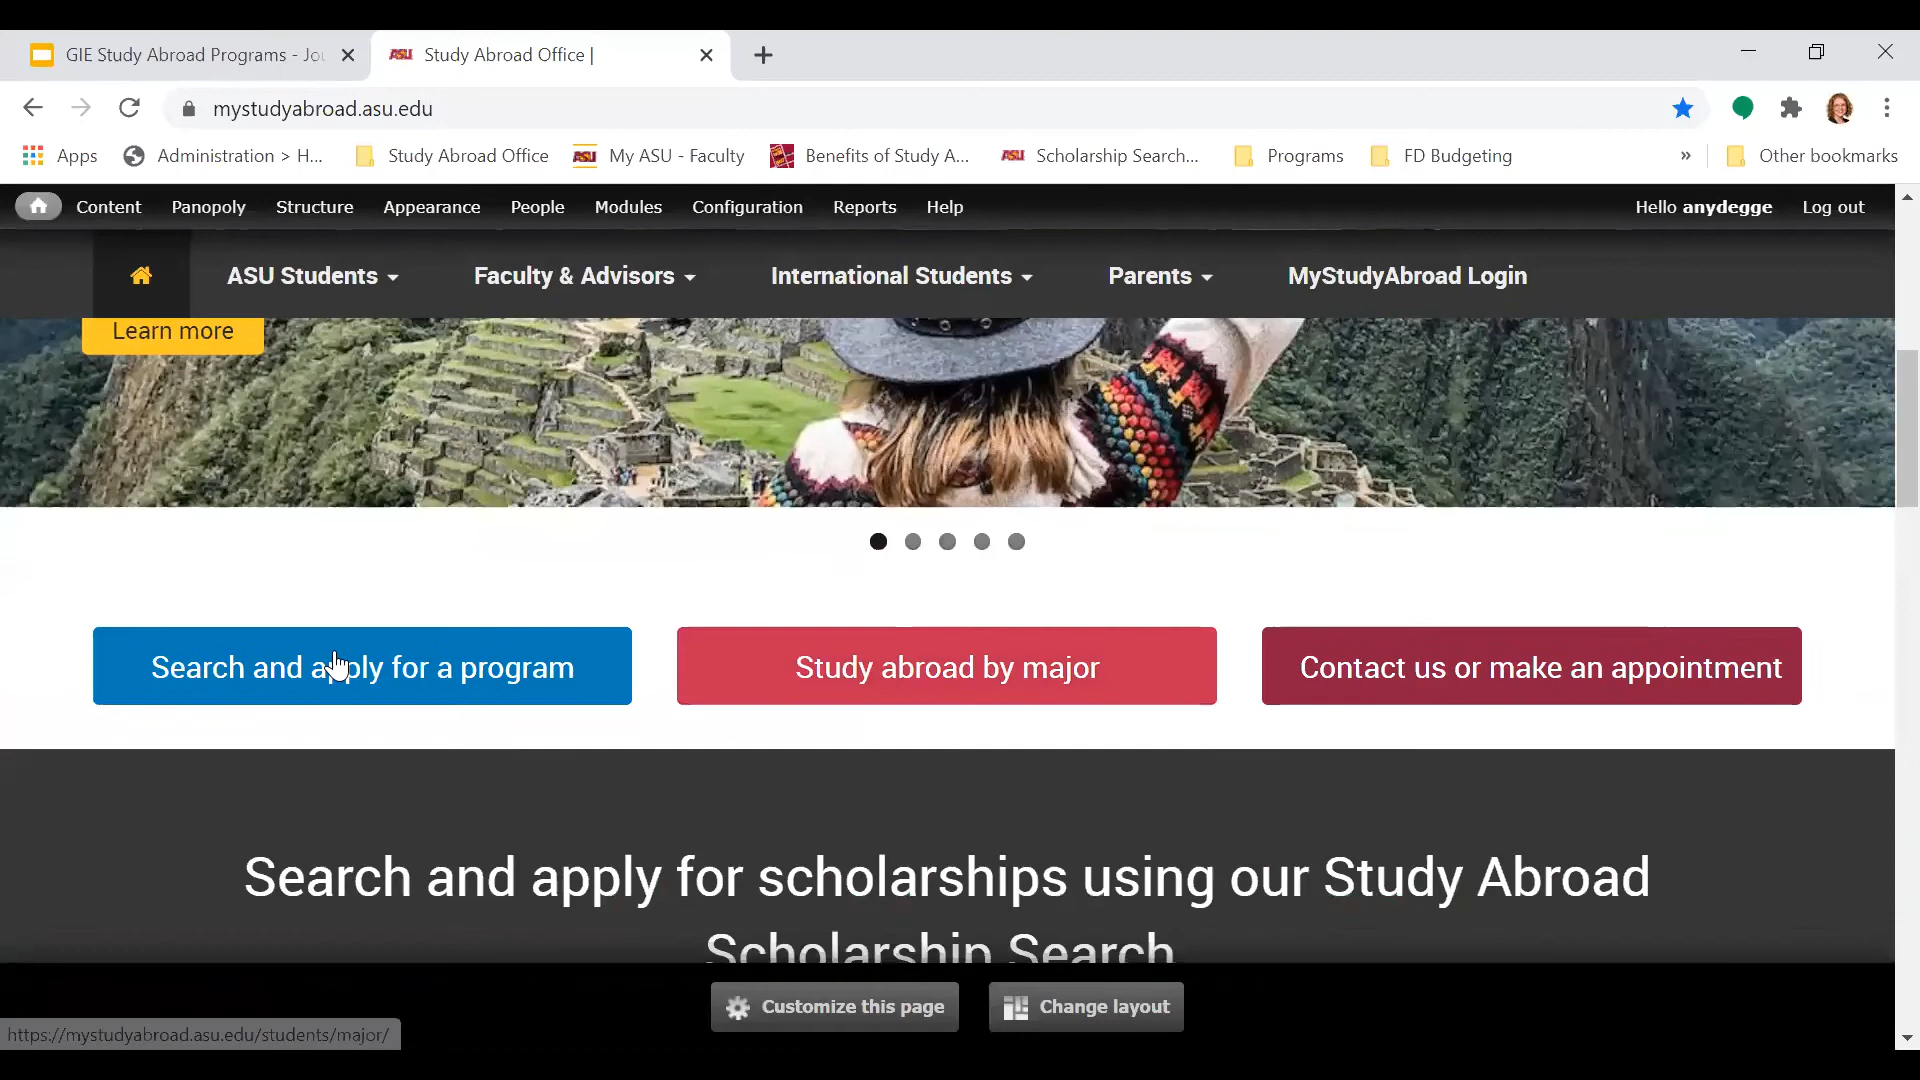 GIE Study Abroad Programs - Jou
ASU Study Abroad Office |
mystudyabroad.asu.edu
Apps Administration > H... Study Abroad Office ASU My ASU - Faculty Benefits of Study A... ASU Scholarship Search... Programs FD Budgeting » Other bookmarks
Content Panopoly Structure Appearance People Modules Configuration Reports Help Hello anydegge Log out
ASU Students Faculty & Advisors International Students Parents MyStudyAbroad Login
Learn more
Search and apply for a program Study abroad by major Contact us or make an appointment
Search and apply for scholarships using our Study Abroad
Scholarship Search
Customize this page Change layout
https://mystudyabroad.asu.edu/students/major/